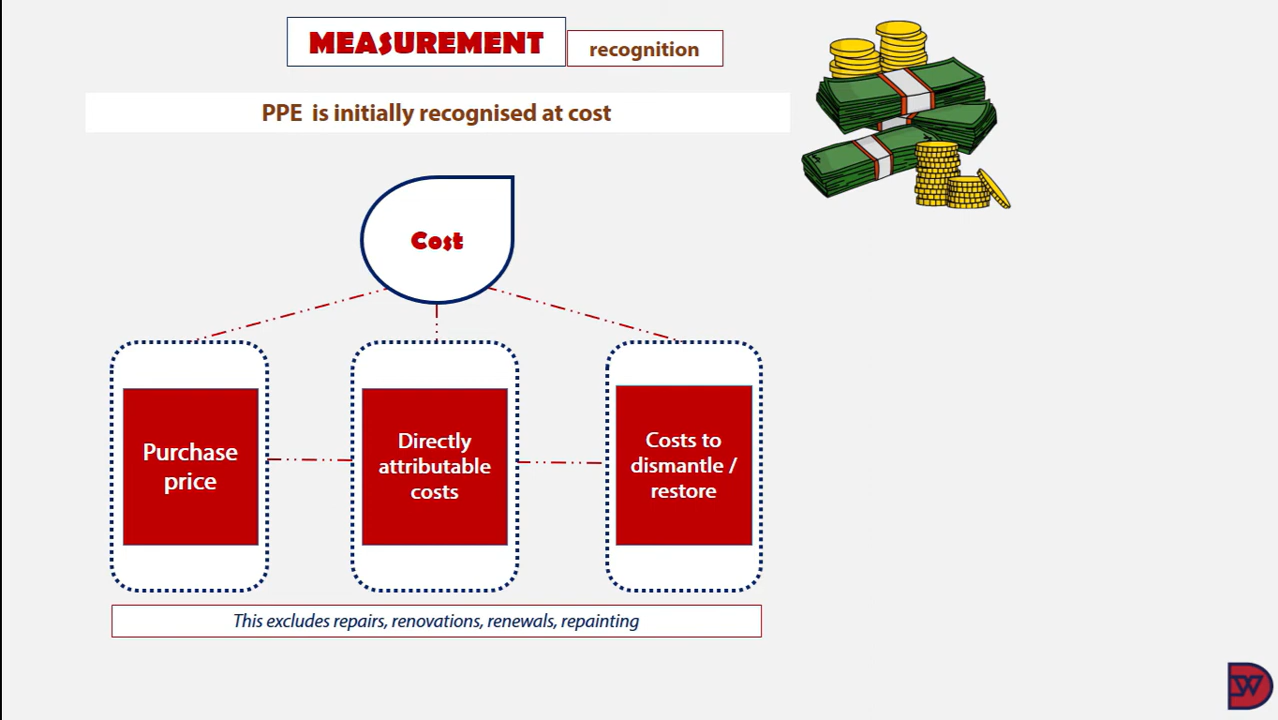 MEASUREMENT
recognition
PPE is initially recognised at cost
Cost
Purchase
price
Directly
attributable
costs
Costs to
dismantle /
restore
This excludes repairs, renovations, renewals, repainting
DW